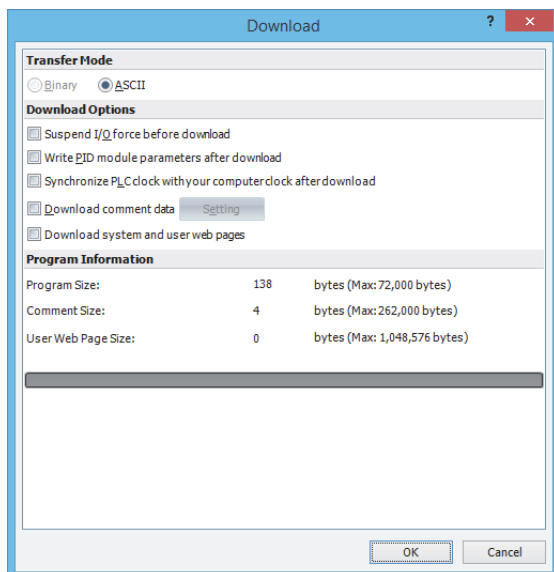 Download
?
Transfer Mode
Binary ASCII
Download Options
Suspend I/O force before download
Write PID module parameters after download
Synchronize PLC clock with your computer clock after download
Download comment data Setting
Download system and user web pages
Program Information
Program Size: 138 bytes (Max: 72,000 bytes)
Comment Size: 4 bytes (Max: 262,000 bytes)
User Web Page Size: 0 bytes (Max: 1,048,576 bytes)
OK Cancel